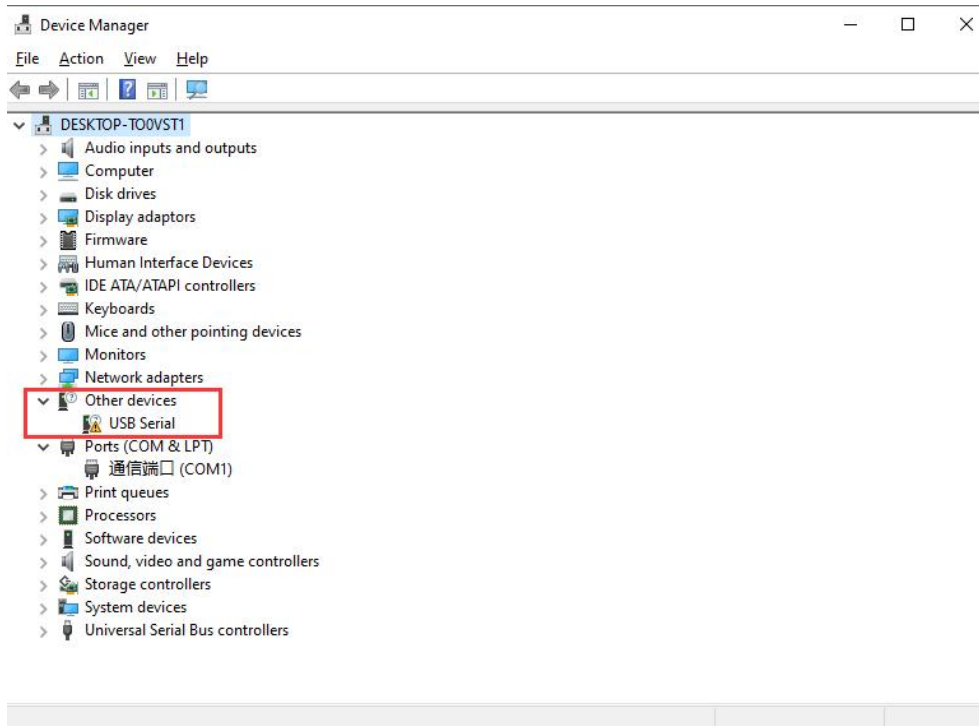 Device Manager
File Action View Help
DESKTOP-TO0VST1
Audio inputs and outputs
Computer
Disk drives
Display adaptors
Firmware
Human Interface Devices
IDE ATA/ATAPI controllers
Keyboards
Mice and other pointing devices
Monitors
Network adapters
Other devices
USB Serial
Ports (COM & LPT)
通信端口 (COM1)
Print queues
Processors
Software devices
Sound, video and game controllers
Storage controllers
System devices
Universal Serial Bus controllers